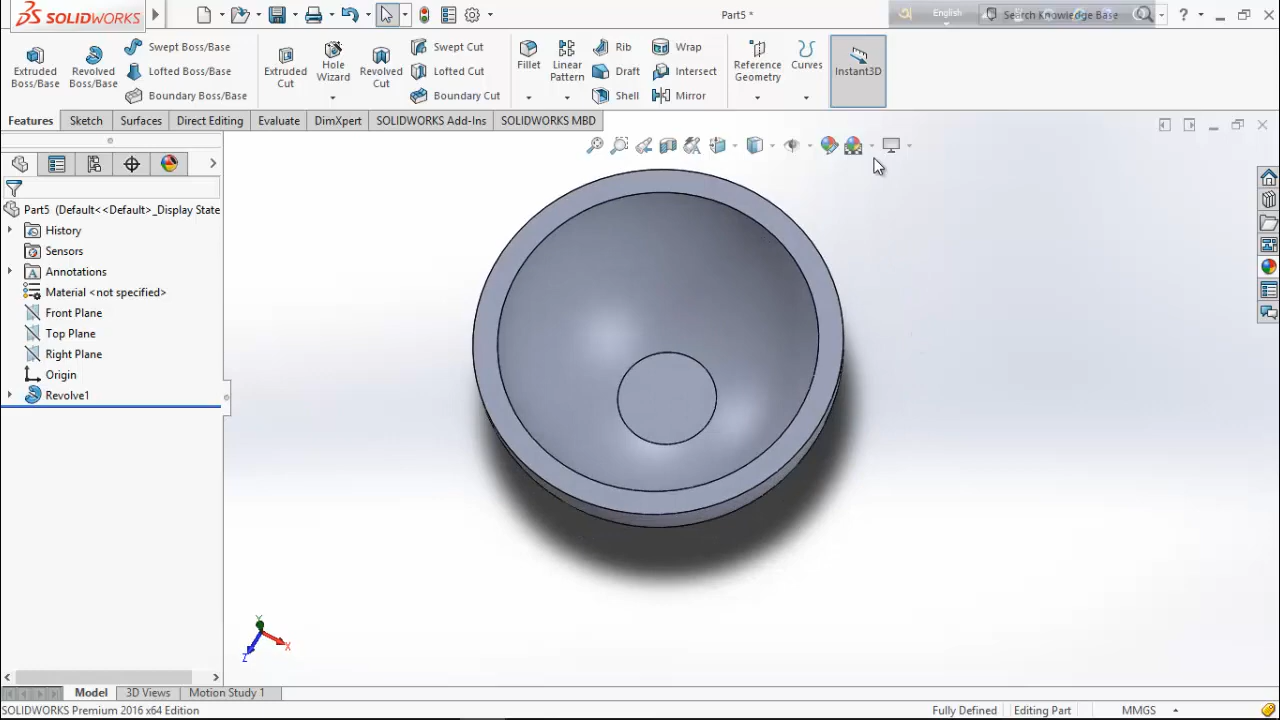 SOLIDWORKS
Part5 *
English
Search Knowledge Base
?
Extruded Boss/Base
Revolved Boss/Base
Swept Boss/Base
Lofted Boss/Base
Boundary Boss/Base
Extruded Cut
Hole Wizard
Revolved Cut
Swept Cut
Lofted Cut
Boundary Cut
Fillet
Linear Pattern
Rib
Draft
Shell
Wrap
Intersect
Mirror
Reference Geometry
Curves
Instant3D
Features
Sketch
Surfaces
Direct Editing
Evaluate
DimXpert
SOLIDWORKS Add-Ins
SOLIDWORKS MBD
Part5 (Default<<Default>_Display State
History
Sensors
A Annotations
Material <not specified>
Front Plane
Top Plane
Right Plane
Origin
Revolve1
Y
X
Z
Model
3D Views
Motion Study 1
SOLIDWORKS Premium 2016 x64 Edition
Fully Defined
Editing Part
MMGS